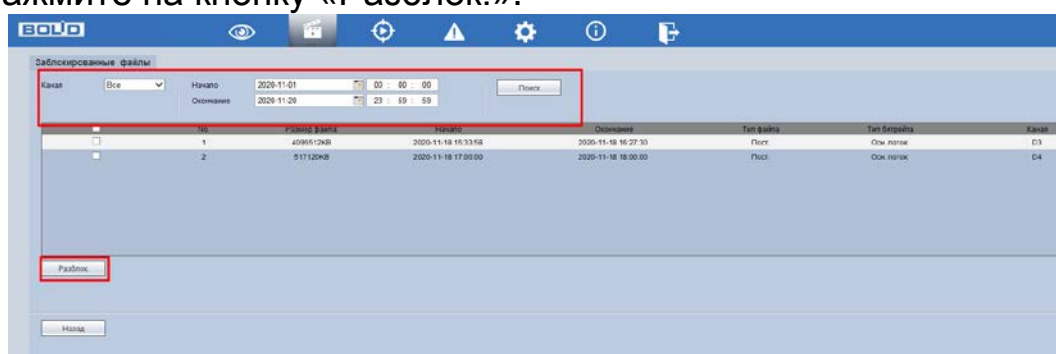 ажмите на кнопку «Разблок.».
BOLID
Заблокированные файлы
Канал Все Начало 2020-11-01 00 : 00 : 00 Поиск
Окончание 2020-11-20 23 : 59 : 59
No. Размер файла Начало Окончание Тип файла Тип битрейта Канал
1 4095512KB 2020-11-18 15:33:58 2020-11-18 16:27:30 Пост. Осн. поток D3
2 517120KB 2020-11-18 17:00:00 2020-11-18 18:00:00 Пост. Осн. поток D4
Разблок.
Назад